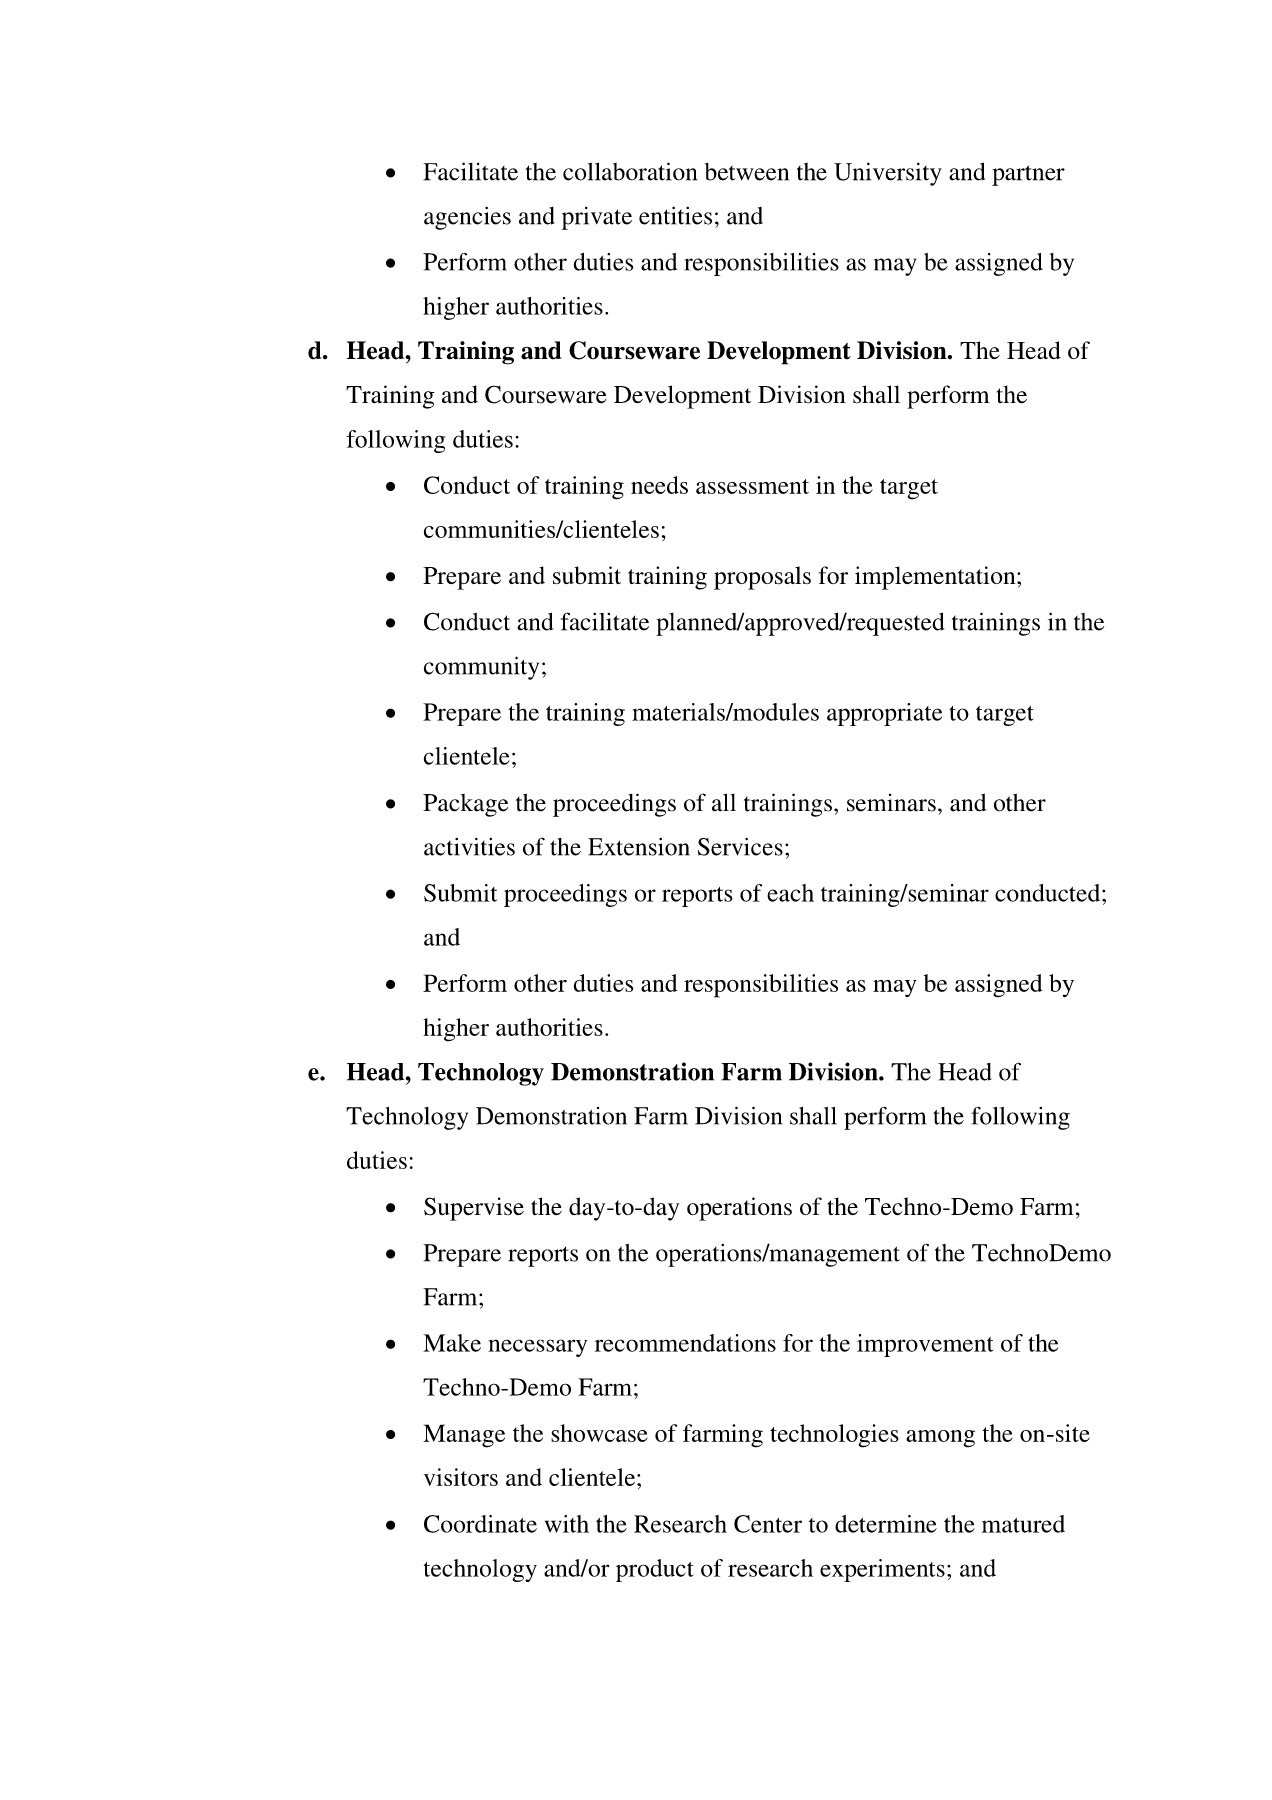 • Facilitate the collaboration between the University and partner
agencies and private entities; and
• Perform other duties and responsibilities as may be assigned by
higher authorities.
d. Head, Training and Courseware Development Division. The Head of
Training and Courseware Development Division shall perform the
following duties:
• Conduct of training needs assessment in the target
communities/clienteles;
• Prepare and submit training proposals for implementation;
• Conduct and facilitate planned/approved/requested trainings in the
community;
• Prepare the training materials/modules appropriate to target
clientele;
• Package the proceedings of all trainings, seminars, and other
activities of the Extension Services;
• Submit proceedings or reports of each training/seminar conducted;
and
• Perform other duties and responsibilities as may be assigned by
higher authorities.
e. Head, Technology Demonstration Farm Division. The Head of
Technology Demonstration Farm Division shall perform the following
duties:
• Supervise the day-to-day operations of the Techno-Demo Farm;
• Prepare reports on the operations/management of the TechnoDemo
Farm;
• Make necessary recommendations for the improvement of the
Techno-Demo Farm;
• Manage the showcase of farming technologies among the on-site
visitors and clientele;
• Coordinate with the Research Center to determine the matured
technology and/or product of research experiments; and